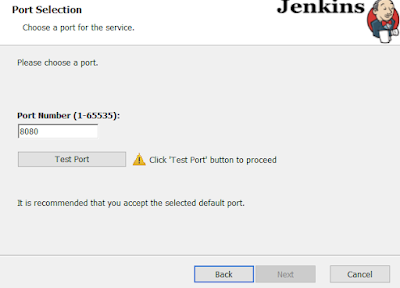 Port Selection
Jenkins
Choose a port for the service.
Please choose a port.
Port Number (1-65535):
8080
Test Port
Click 'Test Port' button to proceed
It is recommended that you accept the selected default port.
Back
Next
Cancel